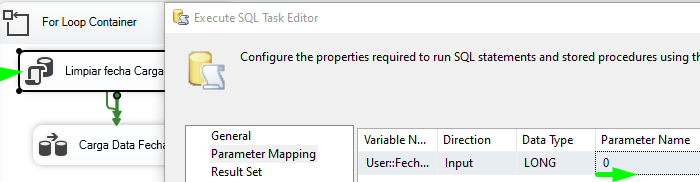 For Loop Container
Limpiar fecha Carga
Carga Data Fecha
Execute SQL Task Editor
Configure the properties required to run SQL statements and stored procedures using
General
Parameter Mapping
Result Set
Variable N... Direction Data Type Parameter Name
User::Fech... Input LONG 0